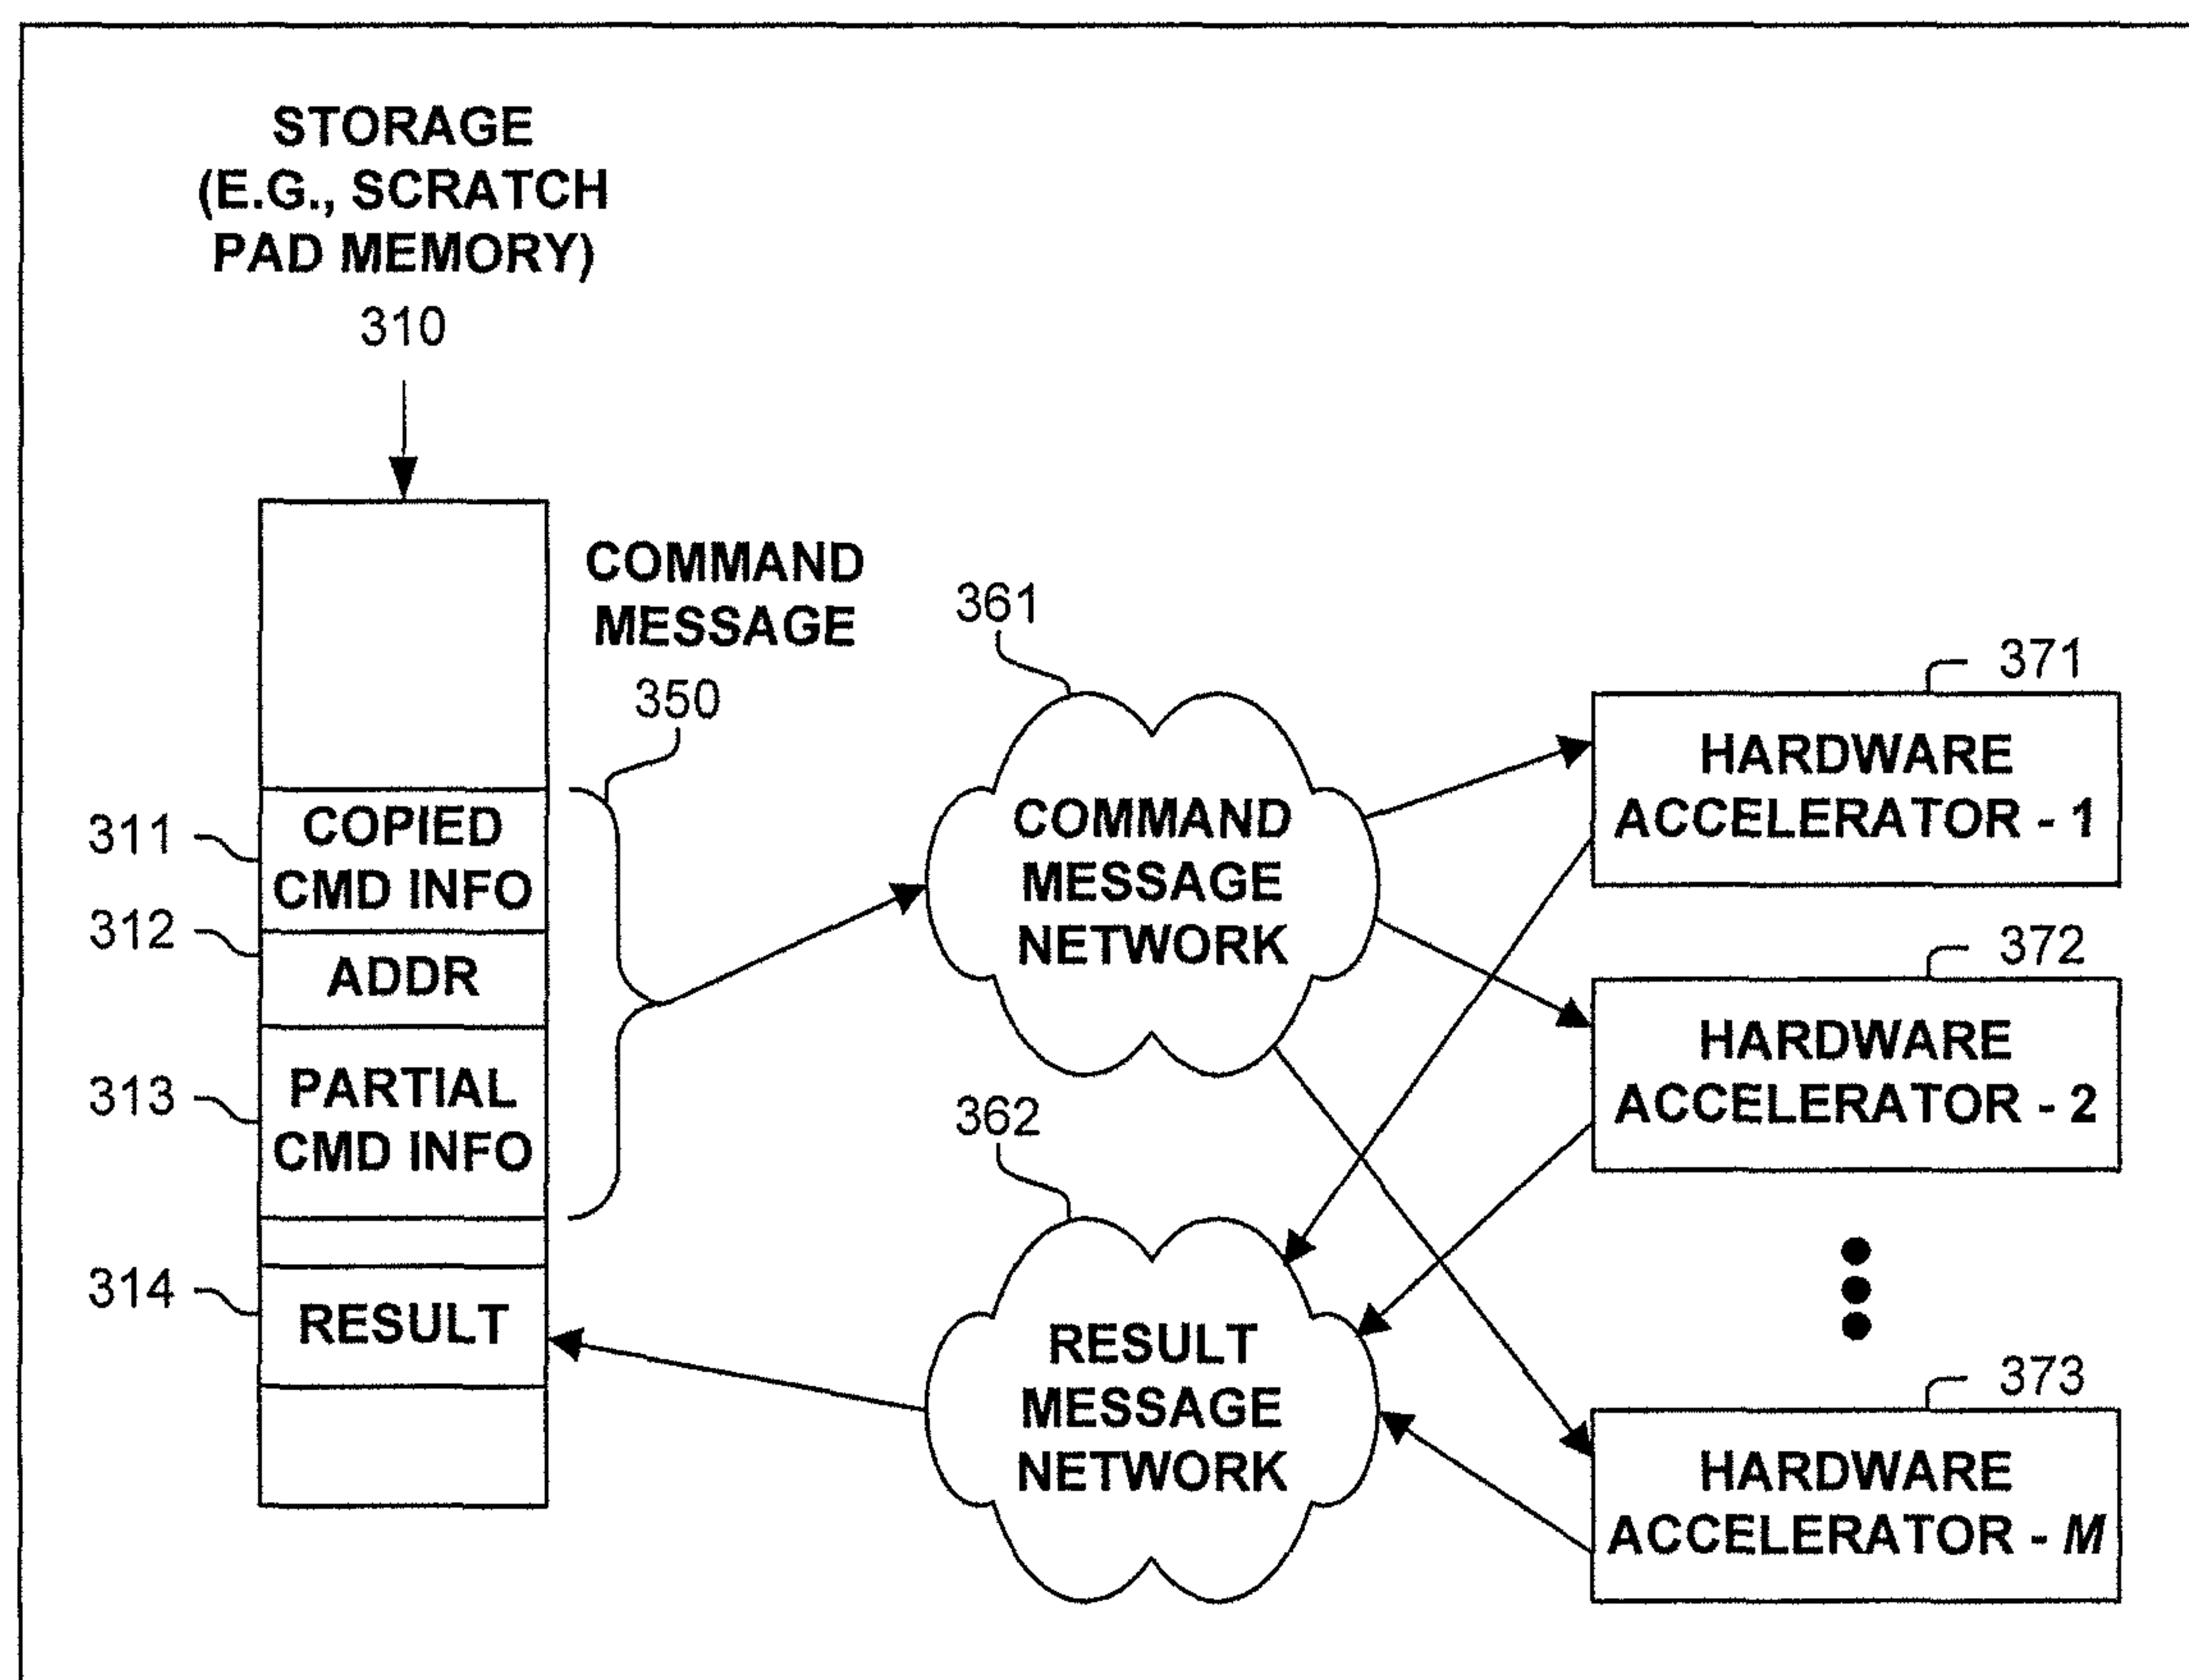 STORAGE
(E.G., SCRATCH
PAD MEMORY)
310
COMMAND
MESSAGE
350
311
COPIED
CMD INFO
312
ADDR
313
PARTIAL
CMD INFO
314
RESULT
361
COMMAND
MESSAGE
NETWORK
362
RESULT
MESSAGE
NETWORK
371
HARDWARE
ACCELERATOR - 1
372
HARDWARE
ACCELERATOR - 2
373
HARDWARE
ACCELERATOR - M